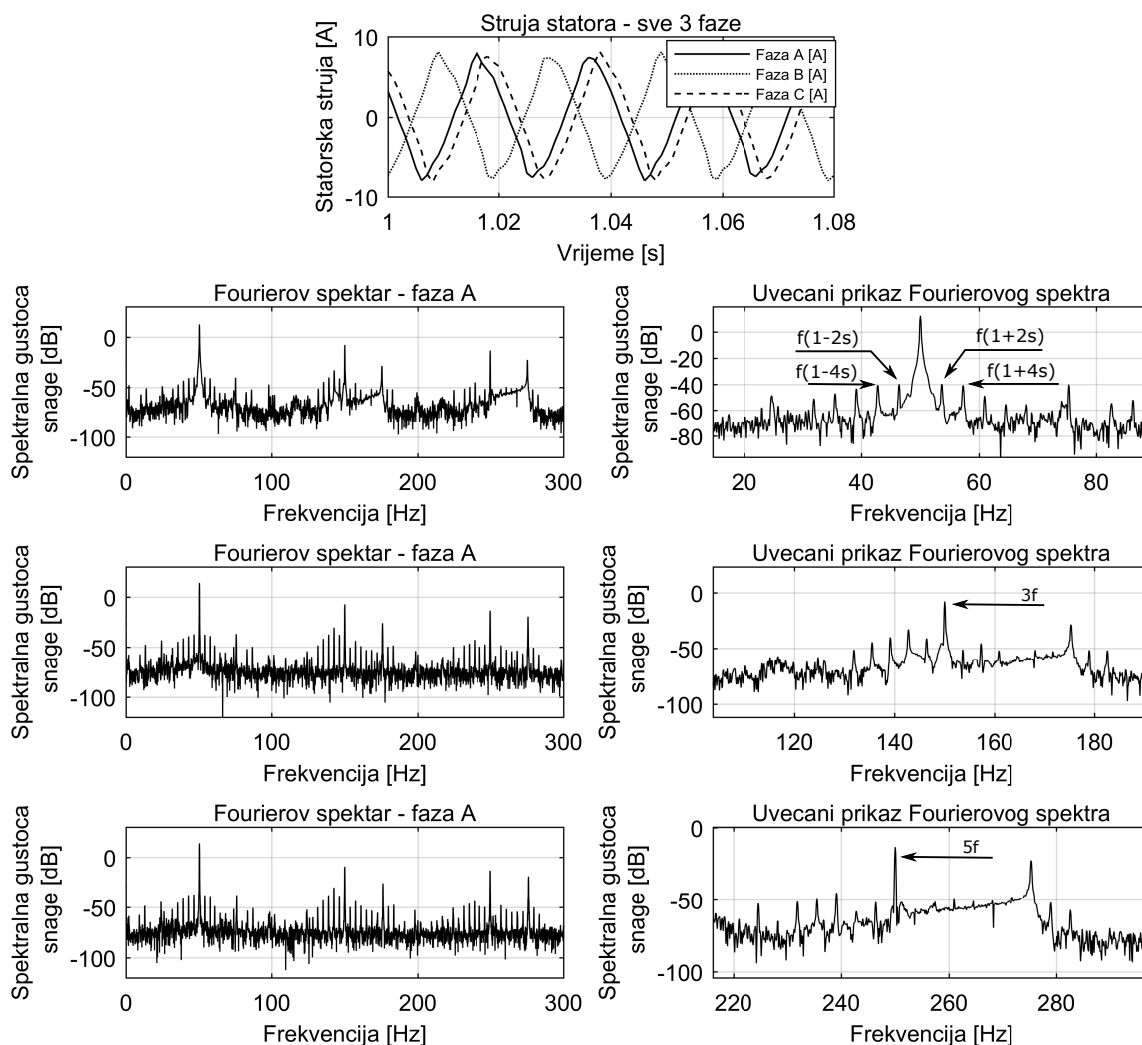 Struja statora - sve 3 faze
Statorska struja [A]
10
0
-10
Faza A [A]
Faza B [A]
Faza C [A]
1
1.02
1.04
1.06
1.08
Vrijeme [s]
Fourierov spektar - faza A
Spektralna gustoca
snage [dB]
0
-50
-100
0
100
200
300
Frekvencija [Hz]
Uvecani prikaz Fourierovog spektra
Spektralna gustoca
snage [dB]
0
-20
-40
-60
-80
f(1-2s)
f(1+2s)
f(1-4s)
f(1+4s)
20
40
60
80
Frekvencija [Hz]
Fourierov spektar - faza A
Spektralna gustoca
snage [dB]
0
-50
-100
0
100
200
300
Frekvencija [Hz]
Uvecani prikaz Fourierovog spektra
Spektralna gustoca
snage [dB]
0
-50
-100
3f
120
140
160
180
Frekvencija [Hz]
Fourierov spektar - faza A
Spektralna gustoca
snage [dB]
0
-50
-100
0
100
200
300
Frekvencija [Hz]
Uvecani prikaz Fourierovog spektra
Spektralna gustoca
snage [dB]
0
-50
-100
5f
220
240
260
280
Frekvencija [Hz]